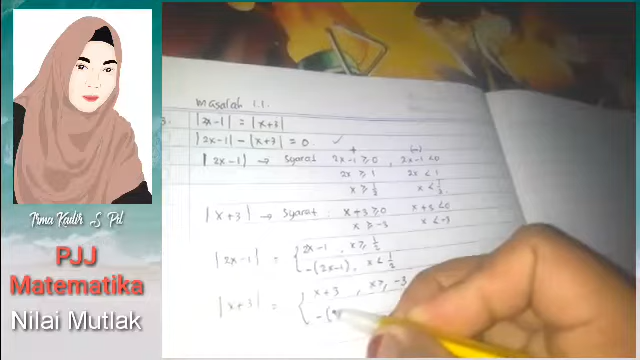 Irma Kadir S Pd
PJJ
Matematika
Nilai Mutlak
masalah 1.1.
3. |2x-1| = |x+3|
|2x-1| - |x+3| = 0 ✓
+ (-)
|2x-1| → Syarat 2x-1 ≥ 0 , 2x-1 < 0
2x ≥ 1 2x < 1
x ≥ 1/2 x < 1/2.
|x+3| → Syarat : x+3 ≥ 0 x+3 < 0
x ≥ -3 x < -3
|2x-1| = { 2x-1 , x ≥ 1/2
-(2x-1), x < 1/2
|x+3| = { x+3 , x ≥, -3
-(